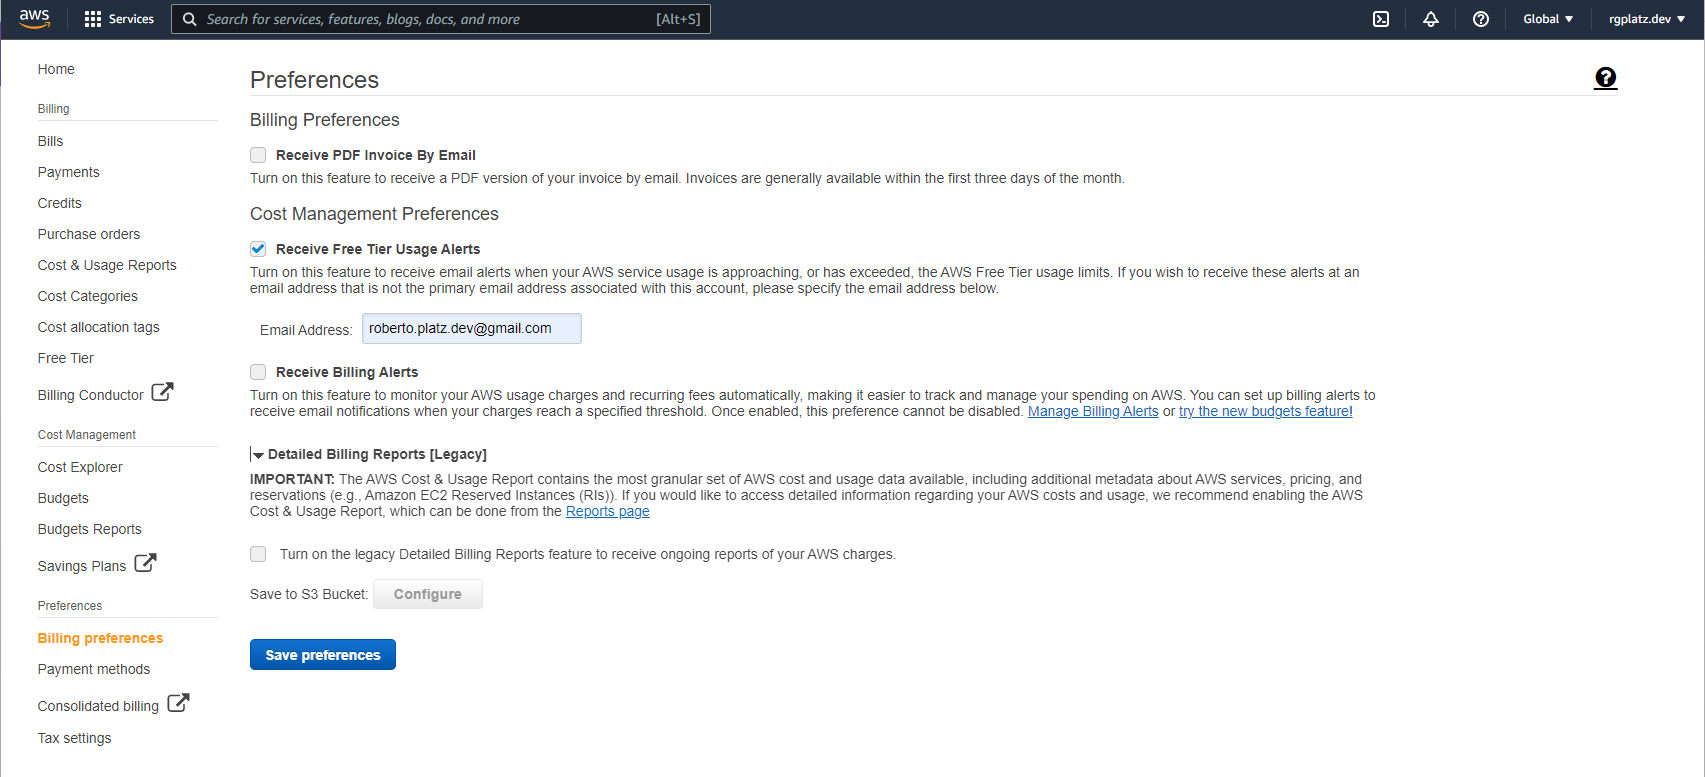 aws
Services
Search for services, features, blogs, docs, and more
[Alt+S]
Global
rgplatz.dev
Home
Billing
Bills
Payments
Credits
Purchase orders
Cost & Usage Reports
Cost Categories
Cost allocation tags
Free Tier
Billing Conductor
Cost Management
Cost Explorer
Budgets
Budgets Reports
Savings Plans
Preferences
Billing preferences
Payment methods
Consolidated billing
Tax settings
Preferences
?
Billing Preferences
Receive PDF Invoice By Email
Turn on this feature to receive a PDF version of your invoice by email. Invoices are generally available within the first three days of the month.
Cost Management Preferences
Receive Free Tier Usage Alerts
Turn on this feature to receive email alerts when your AWS service usage is approaching, or has exceeded, the AWS Free Tier usage limits. If you wish to receive these alerts at an
email address that is not the primary email address associated with this account, please specify the email address below.
Email Address: roberto.platz.dev@gmail.com
Receive Billing Alerts
Turn on this feature to monitor your AWS usage charges and recurring fees automatically, making it easier to track and manage your spending on AWS. You can set up billing alerts to
receive email notifications when your charges reach a specified threshold. Once enabled, this preference cannot be disabled. Manage Billing Alerts or try the new budgets feature!
Detailed Billing Reports [Legacy]
IMPORTANT: The AWS Cost & Usage Report contains the most granular set of AWS cost and usage data available, including additional metadata about AWS services, pricing, and
reservations (e.g., Amazon EC2 Reserved Instances (RIs)). If you would like to access detailed information regarding your AWS costs and usage, we recommend enabling the AWS
Cost & Usage Report, which can be done from the Reports page
Turn on the legacy Detailed Billing Reports feature to receive ongoing reports of your AWS charges.
Save to S3 Bucket: Configure
Save preferences